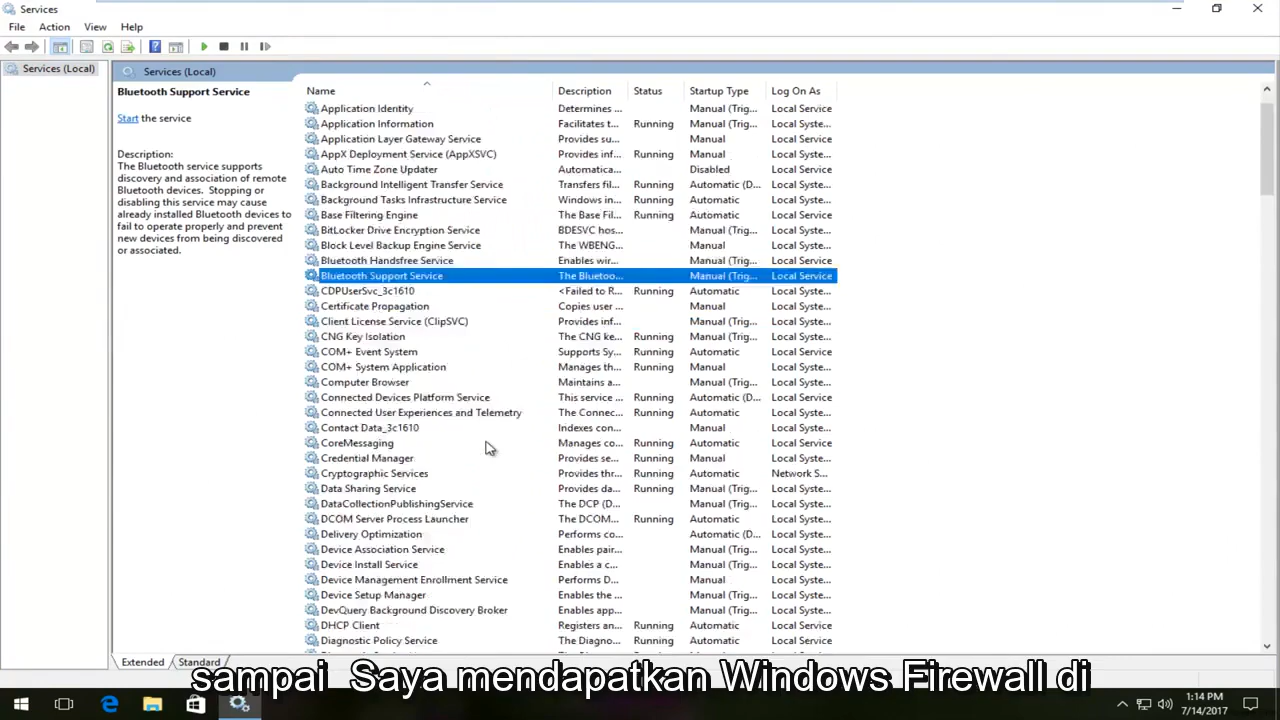 Services
File Action View Help
Services (Local)
Services (Local)
Bluetooth Support Service
Start the service
Description:
The Bluetooth service supports
discovery and association of remote
Bluetooth devices. Stopping or
disabling this service may cause
already installed Bluetooth devices to
fail to operate properly and prevent
new devices from being discovered
or associated.
Name Description Status Startup Type Log On As
Application Identity Determines ... Manual (Trig... Local Service
Application Information Facilitates t... Running Manual (Trig... Local Syste...
Application Layer Gateway Service Provides su... Manual Local Service
AppX Deployment Service (AppXSVC) Provides inf... Running Manual Local Syste...
Auto Time Zone Updater Automatica... Disabled Local Service
Background Intelligent Transfer Service Transfers fil... Running Automatic (D... Local Syste...
Background Tasks Infrastructure Service Windows in... Running Automatic Local Syste...
Base Filtering Engine The Base Fil... Running Automatic Local Service
BitLocker Drive Encryption Service BDESVC hos... Manual (Trig... Local Syste...
Block Level Backup Engine Service The WBENG... Manual Local Syste...
Bluetooth Handsfree Service Enables wir... Manual (Trig... Local Service
Bluetooth Support Service The Bluetoo... Manual (Trig... Local Service
CDPUserSvc_3c1610 <Failed to R... Running Automatic Local Syste...
Certificate Propagation Copies user ... Manual Local Syste...
Client License Service (ClipSVC) Provides inf... Manual (Trig... Local Syste...
CNG Key Isolation The CNG ke... Running Manual (Trig... Local Syste...
COM+ Event System Supports Sy... Running Automatic Local Service
COM+ System Application Manages th... Running Manual Local Syste...
Computer Browser Maintains a... Manual (Trig... Local Syste...
Connected Devices Platform Service This service ... Running Automatic (D... Local Service
Connected User Experiences and Telemetry The Connec... Running Automatic Local Syste...
Contact Data_3c1610 Indexes con... Manual Local Syste...
CoreMessaging Manages co... Running Automatic Local Service
Credential Manager Provides se... Running Manual Local Syste...
Cryptographic Services Provides thr... Running Automatic Network S...
Data Sharing Service Provides da... Running Manual (Trig... Local Syste...
DataCollectionPublishingService The DCP (D... Manual (Trig... Local Syste...
DCOM Server Process Launcher The DCOM... Running Automatic Local Syste...
Delivery Optimization Performs co... Automatic (D... Local Syste...
Device Association Service Enables pair... Manual (Trig... Local Syste...
Device Install Service Enables a c... Manual (Trig... Local Syste...
Device Management Enrollment Service Performs D... Manual Local Syste...
Device Setup Manager Enables the ... Manual (Trig... Local Syste...
DevQuery Background Discovery Broker Enables app... Manual (Trig... Local Syste...
DHCP Client Registers an... Running Automatic Local Service
Diagnostic Policy Service The Diagno... Running Automatic Local Service
Extended Standard
sampai Saya mendapatkan Windows Firewall di
1:14 PM
7/14/2017